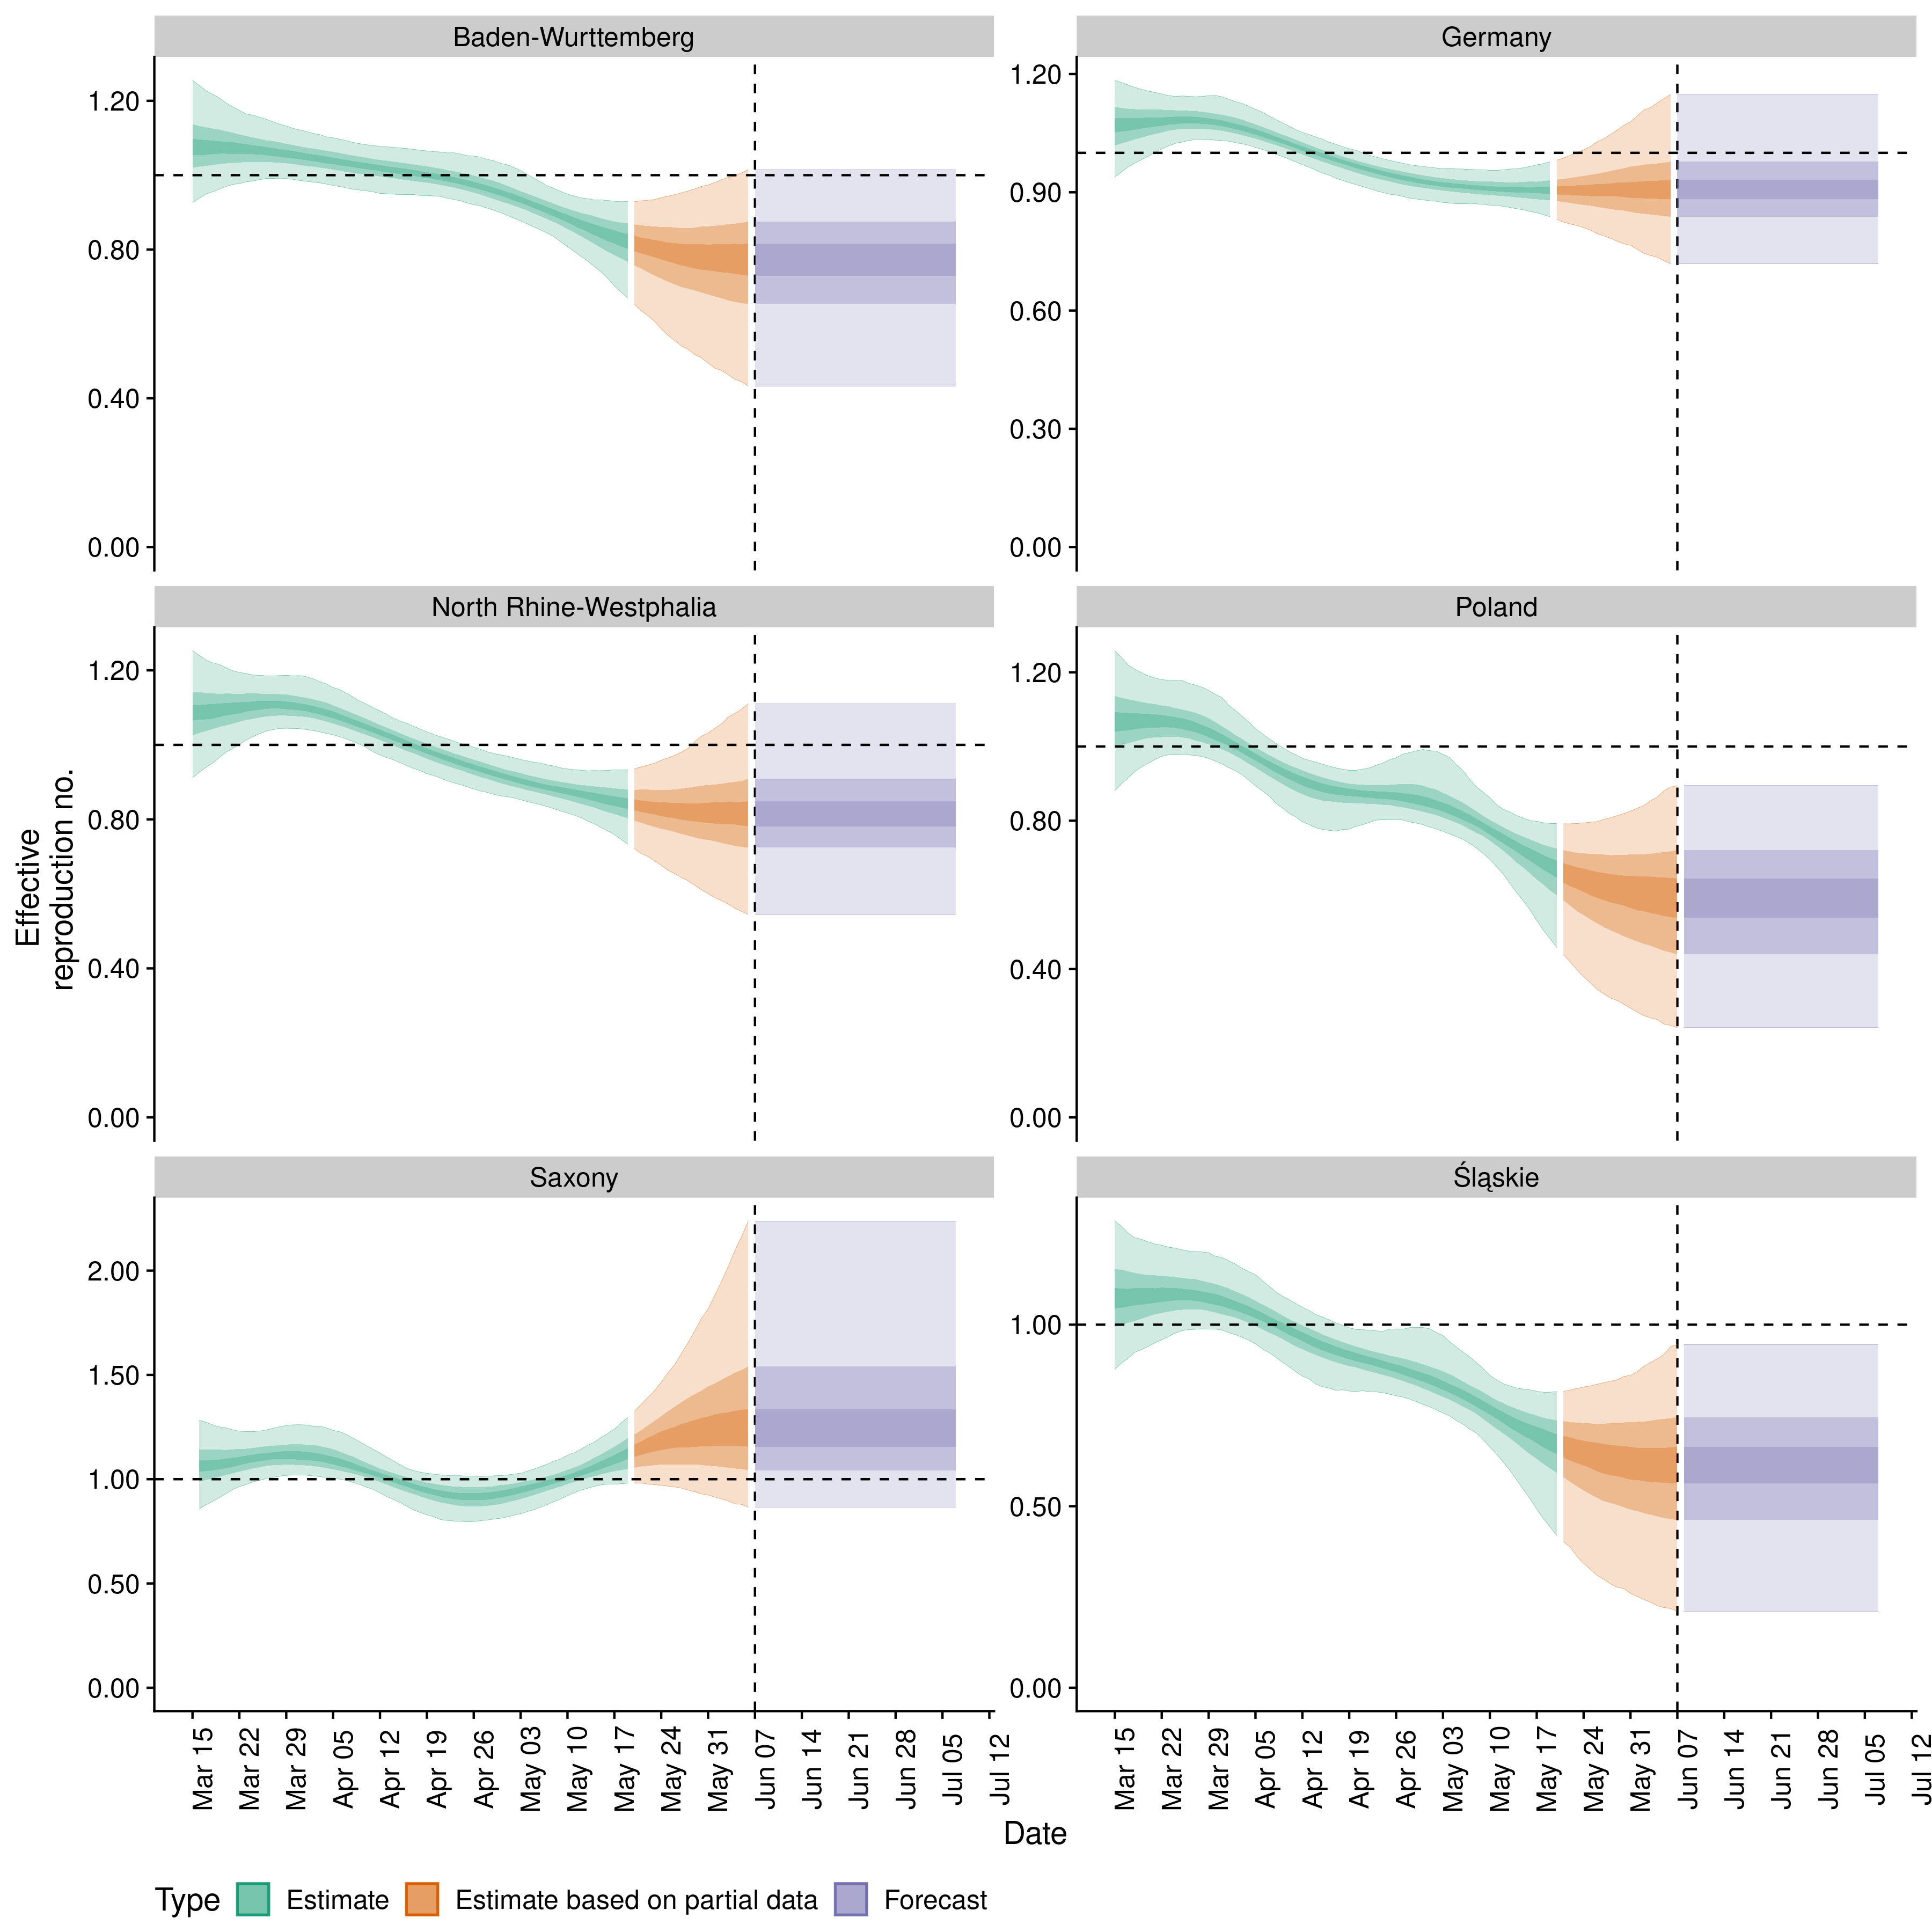 Baden-Wurttemberg
1.20
0.80
0.40
0.00
Germany
1.20
0.90
0.60
0.30
0.00
North Rhine-Westphalia
1.20
0.80
0.40
0.00
Poland
1.20
0.80
0.40
0.00
Saxony
2.00
1.50
1.00
0.50
0.00
Śląskie
1.00
0.50
0.00
Effective
reproduction no.
Mar 15
Mar 22
Mar 29
Apr 05
Apr 12
Apr 19
Apr 26
May 03
May 10
May 17
May 24
May 31
Jun 07
Jun 14
Jun 21
Jun 28
Jul 05
Jul 12
Mar 15
Mar 22
Mar 29
Apr 05
Apr 12
Apr 19
Apr 26
May 03
May 10
May 17
May 24
May 31
Jun 07
Jun 14
Jun 21
Jun 28
Jul 05
Jul 12
Date
Type Estimate Estimate based on partial data Forecast